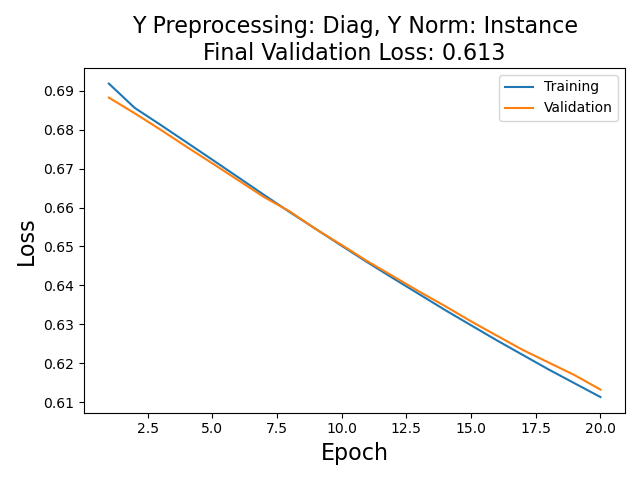 Y Preprocessing: Diag, Y Norm: Instance
Final Validation Loss: 0.613
Training
Validation
0.69
0.68
0.67
0.66
0.65
0.64
0.63
0.62
0.61
Loss
2.5 5.0 7.5 10.0 12.5 15.0 17.5 20.0
Epoch